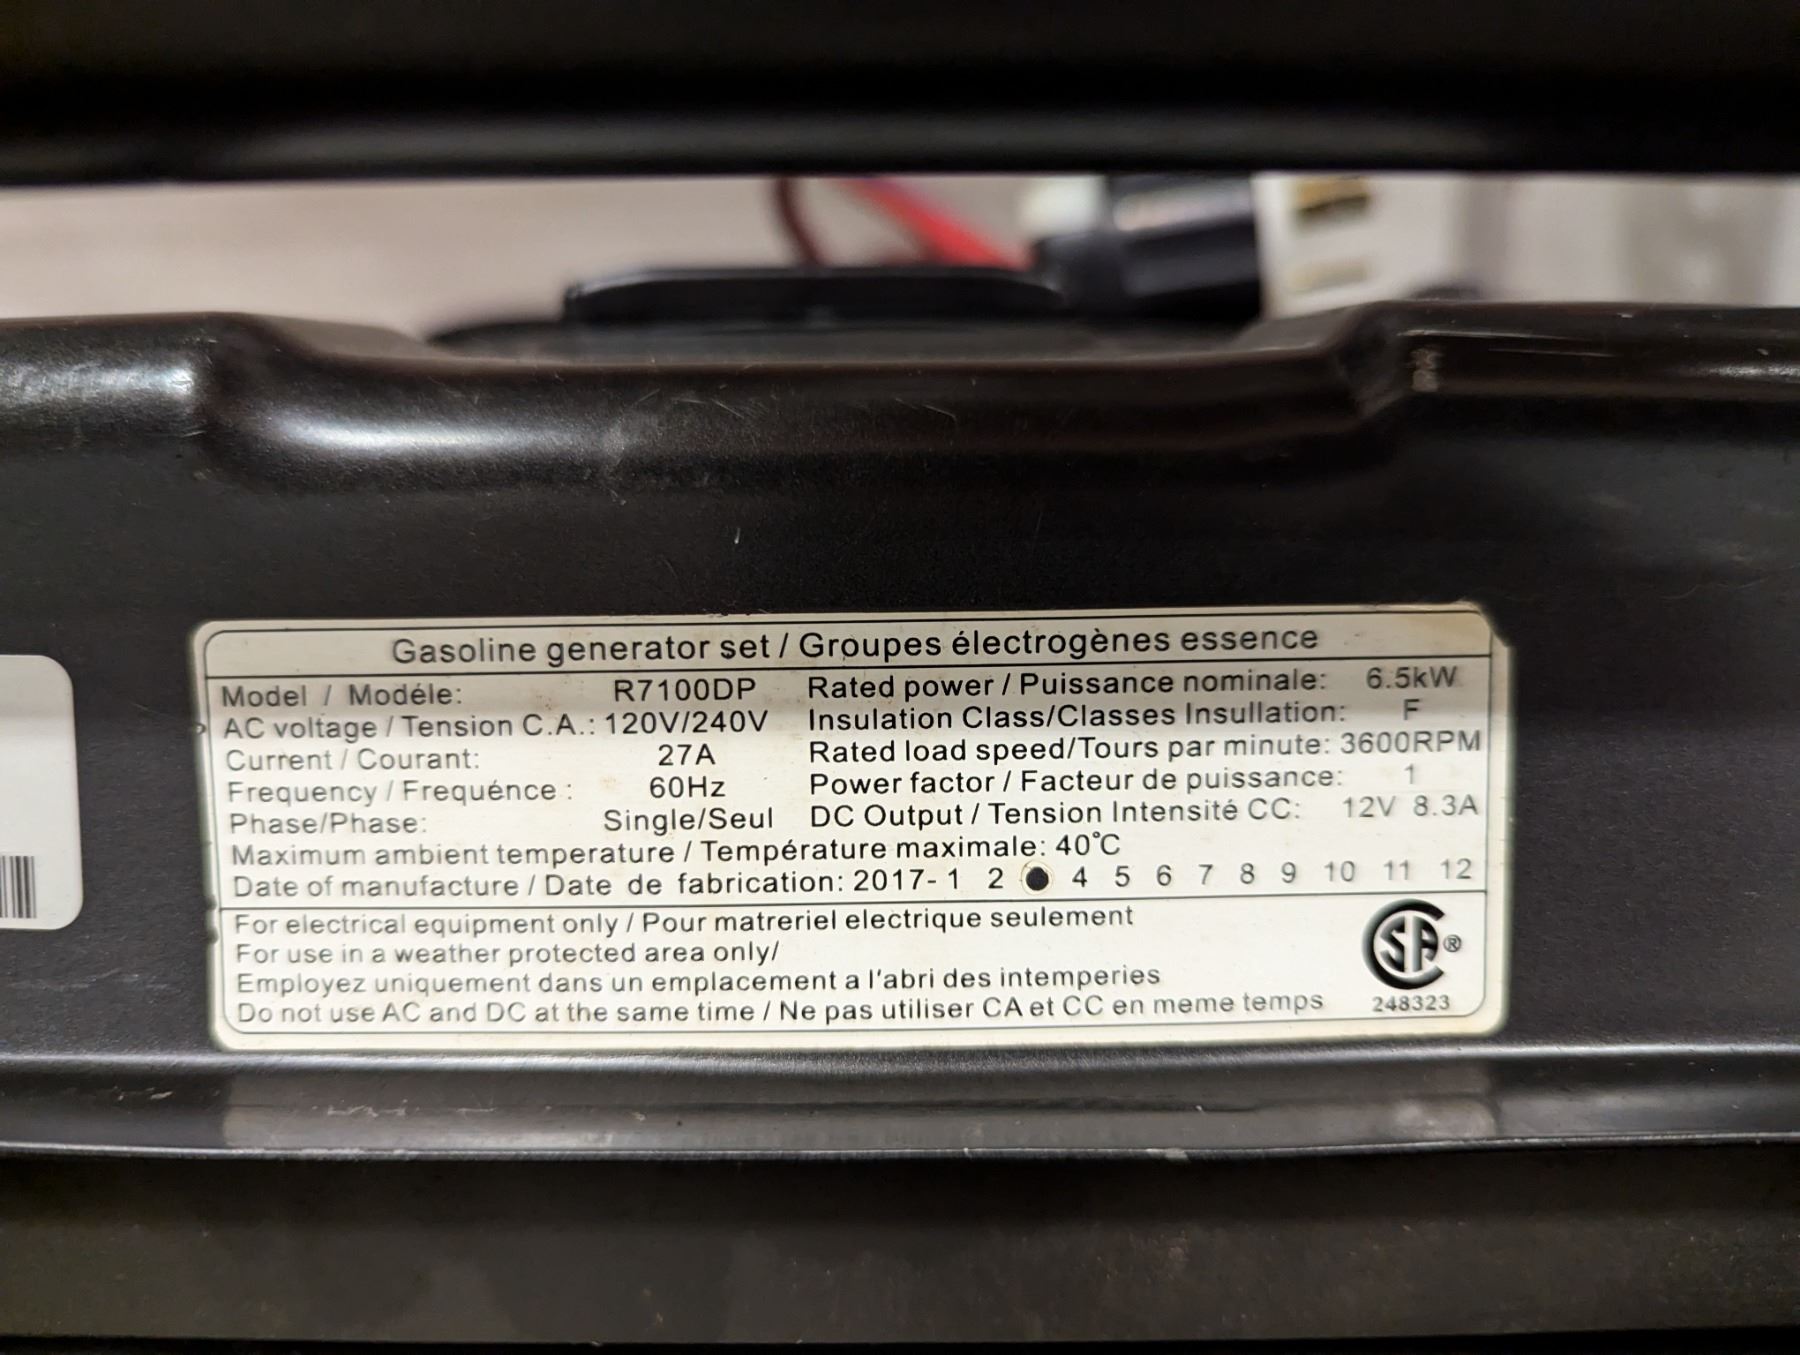 Gasoline generator set / Groupes électrogènes essence
Model / Modéle: R7100DP Rated power / Puissance nominale: 6.5kW
AC voltage / Tension C.A.: 120V/240V Insulation Class/Classes Insullation: F
Current / Courant: 27A Rated load speed/Tours par minute: 3600RPM
Frequency / Frequénce : 60Hz Power factor / Facteur de puissance: 1
Phase/Phase: Single/Seul DC Output / Tension Intensité CC: 12V 8.3A
Maximum ambient temperature / Température maximale: 40°C
Date of manufacture / Date de fabrication: 2017- 1 2 ● 4 5 6 7 8 9 10 11 12
For electrical equipment only / Pour matreriel electrique seulement
For use in a weather protected area only/
Employez uniquement dans un emplacement a l'abri des intemperies
Do not use AC and DC at the same time / Ne pas utiliser CA et CC en meme temps
SA®
248323